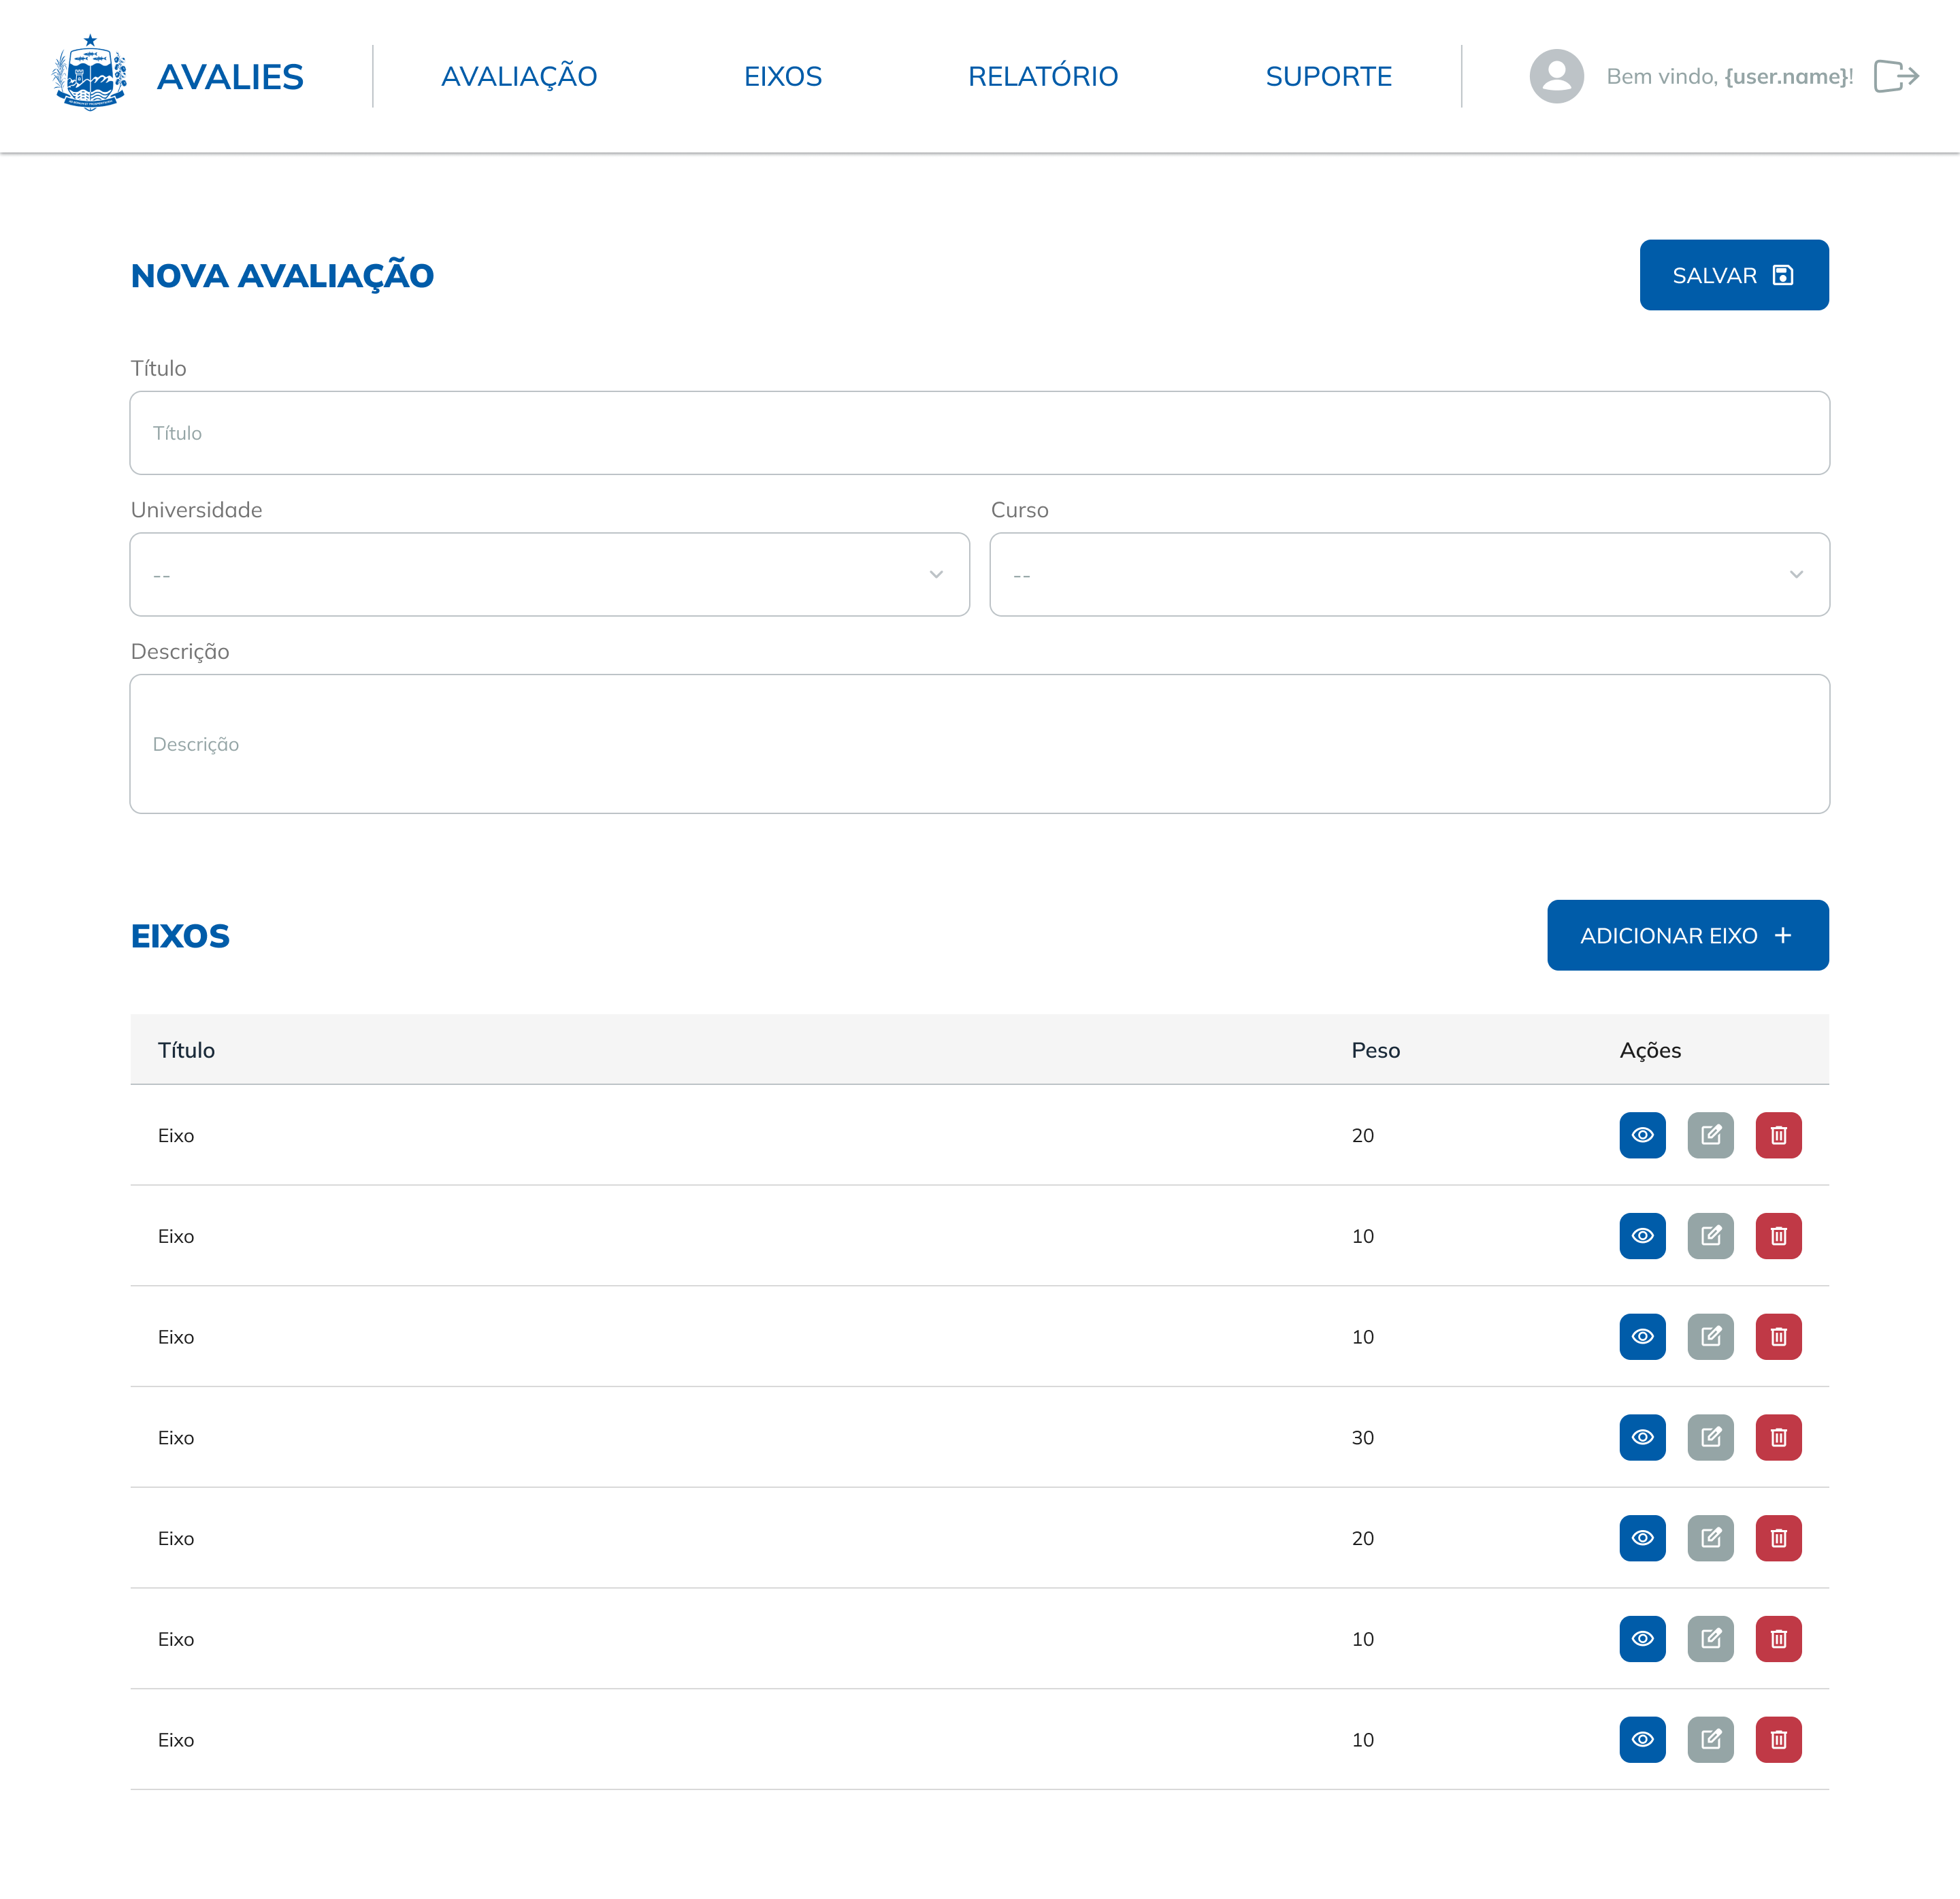 AVALIES
AVALIAÇÃO
EIXOS
RELATÓRIO
SUPORTE
Bem vindo, {user.name}!
NOVA AVALIAÇÃO
SALVAR
Título
Título
Universidade
Curso
--
--
Descrição
Descrição
EIXOS
ADICIONAR EIXO
Título Peso Ações
Eixo 20
Eixo 10
Eixo 10
Eixo 30
Eixo 20
Eixo 10
Eixo 10